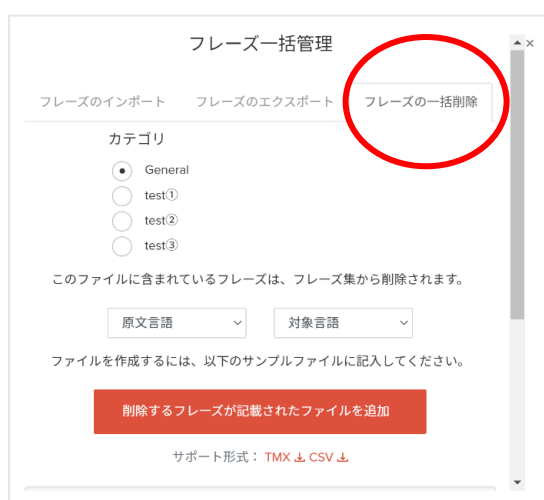 フレーズ一括管理
フレーズのインポート フレーズのエクスポート フレーズの一括削除
カテゴリ
General
test①
test②
test③
このファイルに含まれているフレーズは、フレーズ集から削除されます。
原文言語 対象言語
ファイルを作成するには、以下のサンプルファイルに記入してください。
削除するフレーズが記載されたファイルを追加
サポート形式： TMX CSV